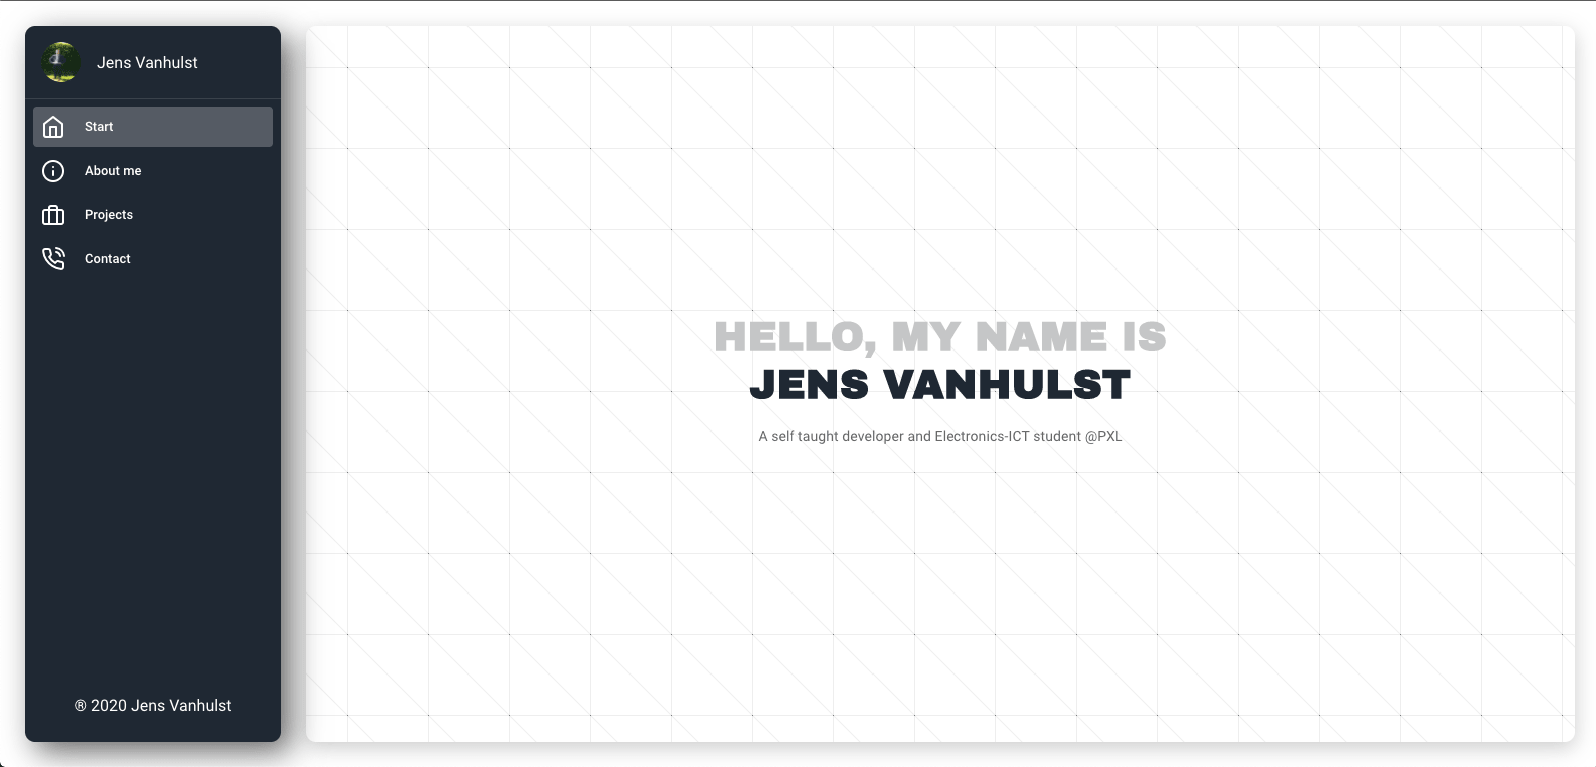 Jens Vanhulst
Start
About me
Projects
Contact
® 2020 Jens Vanhulst
HELLO, MY NAME IS
JENS VANHULST
A self taught developer and Electronics-ICT student @PXL